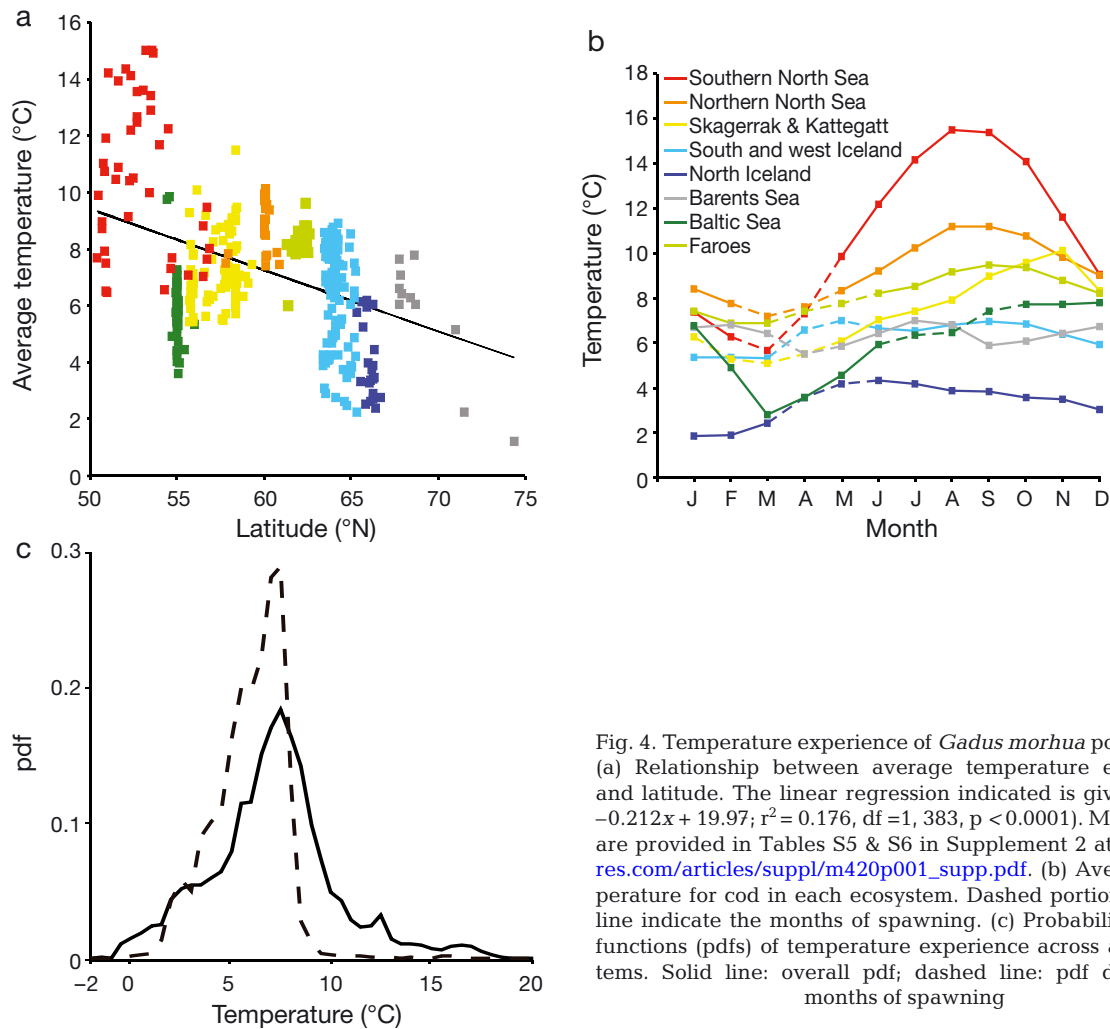 a
16
14
12
10
8
6
4
2
0
Average temperature (°C)
50 55 60 65 70 75
Latitude (°N)
b
18
16
14
12
10
8
6
4
2
0
Temperature (°C)
Southern North Sea
Northern North Sea
Skagerrak & Kattegatt
South and west Iceland
North Iceland
Barents Sea
Baltic Sea
Faroes
J F M A M J J A S O N D
Month
c
0.3
0.2
0.1
0
pdf
−2 0 5 10 15 20
Temperature (°C)
Fig. 4. Temperature experience of Gadus morhua po
(a) Relationship between average temperature e
and latitude. The linear regression indicated is giv
−0.212x + 19.97; r² = 0.176, df =1, 383, p < 0.0001). M
are provided in Tables S5 & S6 in Supplement 2 at
res.com/articles/suppl/m420p001_supp.pdf. (b) Ave
perature for cod in each ecosystem. Dashed portion
line indicate the months of spawning. (c) Probabili
functions (pdfs) of temperature experience across a
tems. Solid line: overall pdf; dashed line: pdf d
months of spawning